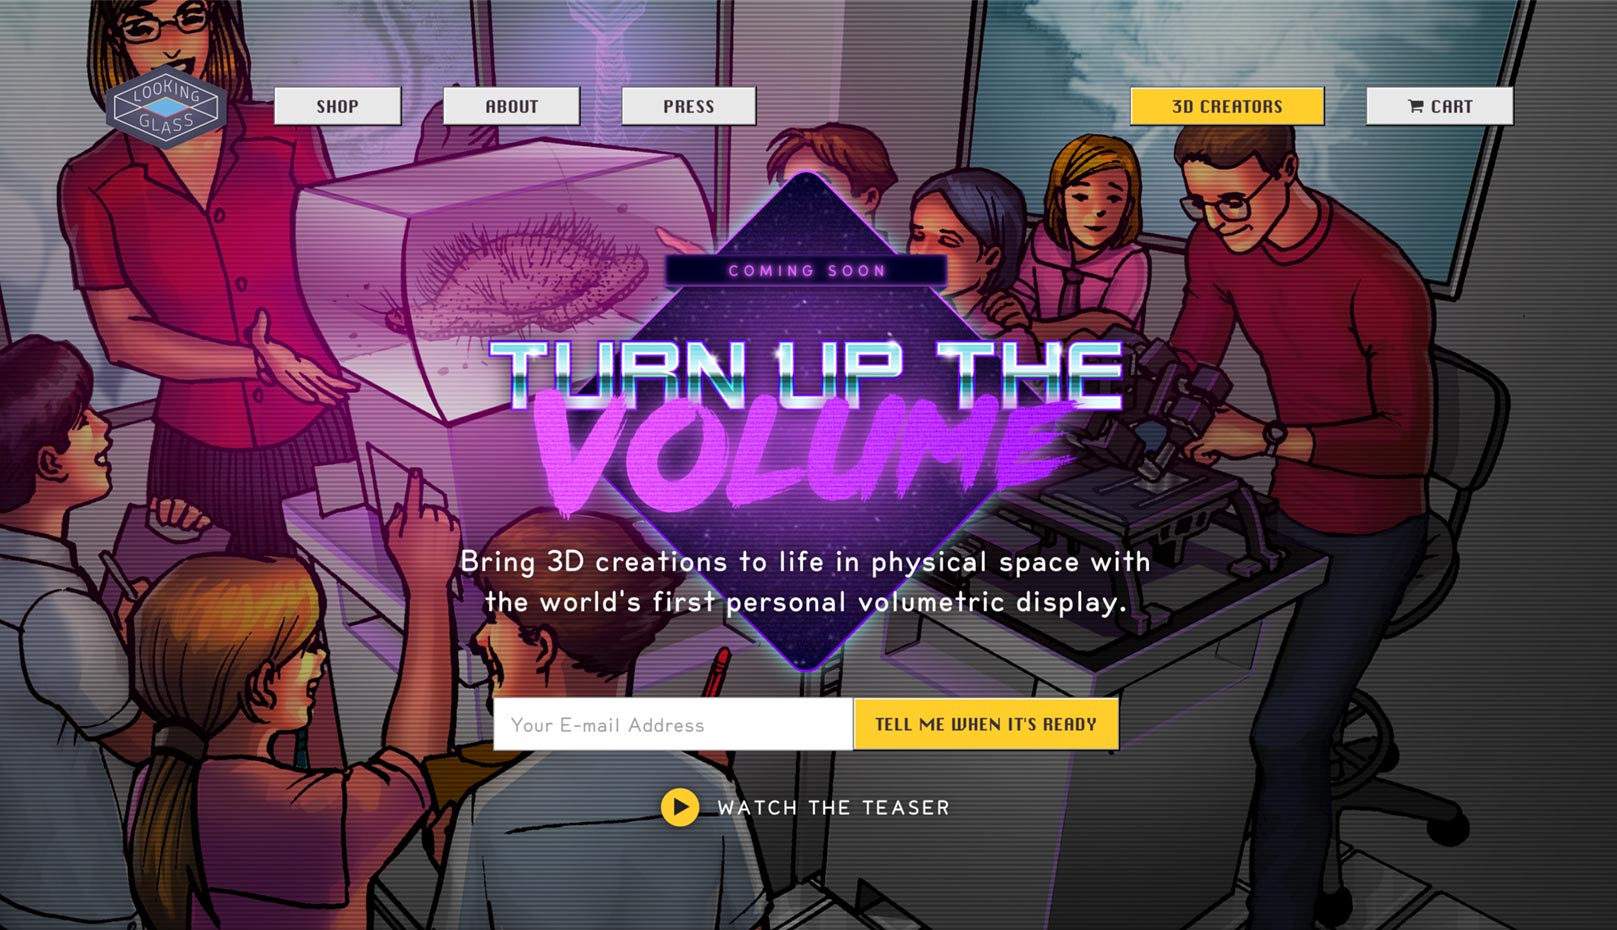 LOOKING
GLASS
SHOP
ABOUT
PRESS
3D CREATORS
CART
COMING SOON
TURN UP THE
VOLUME
Bring 3D creations to life in physical space with
the world's first personal volumetric display.
Your E-mail Address
TELL ME WHEN IT'S READY
WATCH THE TEASER